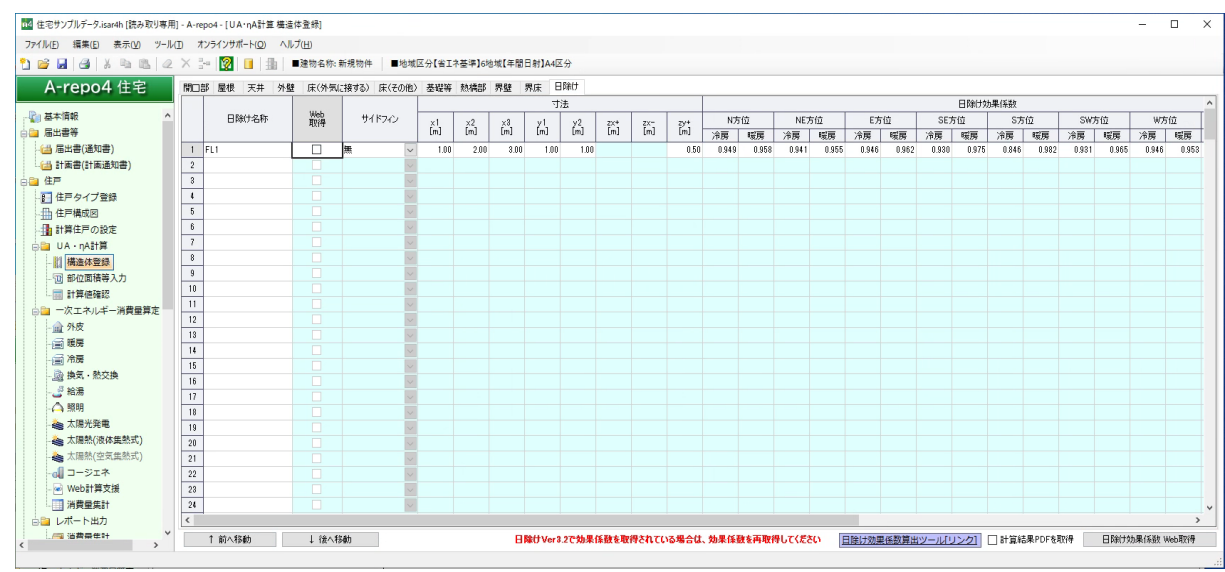 住宅サンプルデータ.isar4h [読み取り専用] - A-repo4 - [UA・ηA計算 構造体登録]
ファイル(F) 編集(E) 表示(V) ツール(T) オンラインサポート(O) ヘルプ(H)
■建物名称: 新規物件 ■地域区分【省エネ基準】6地域【年間日射】A4区分
A-repo4 住宅
基本情報
届出書等
届出書(通知書)
計画書(計画通知書)
住戸
住戸タイプ登録
住戸構成図
計算住戸の設定
UA・ηA計算
構造体登録
部位面積等入力
計算値確認
一次エネルギー消費量算定
外皮
暖房
冷房
換気・熱交換
給湯
照明
太陽光発電
太陽熱(液体集熱式)
太陽熱(空気集熱式)
コージェネ
Web計算支援
消費量集計
レポート出力
消費量集計
開口部 屋根 天井 外壁 床(外気に接する) 床(その他) 基礎等 熱橋部 界壁 界床 日除け
日除け名称 Web取得 サイドフィン 寸法 日除け効果係数
x1[m] x2[m] x3[m] y1[m] y2[m] zx+[m] zx-[m] zy+[m] N方位 NE方位 E方位 SE方位 S方位 SW方位 W方位
冷房 暖房 冷房 暖房 冷房 暖房 冷房 暖房 冷房 暖房 冷房 暖房 冷房 暖房
1 FL1 無 1.00 2.00 3.00 1.00 1.00 0.50 0.949 0.958 0.941 0.955 0.946 0.962 0.930 0.975 0.846 0.982 0.931 0.965 0.946 0.953
2
3
4
5
6
7
8
9
10
11
12
13
14
15
16
17
18
19
20
21
22
23
24
↑ 前へ移動 ↓ 後へ移動 日除けVer3.2で効果係数を取得されている場合は、効果係数を再取得してください 日除け効果係数算出ツール[リンク] 計算結果PDFを取得 日除け効果係数 Web取得